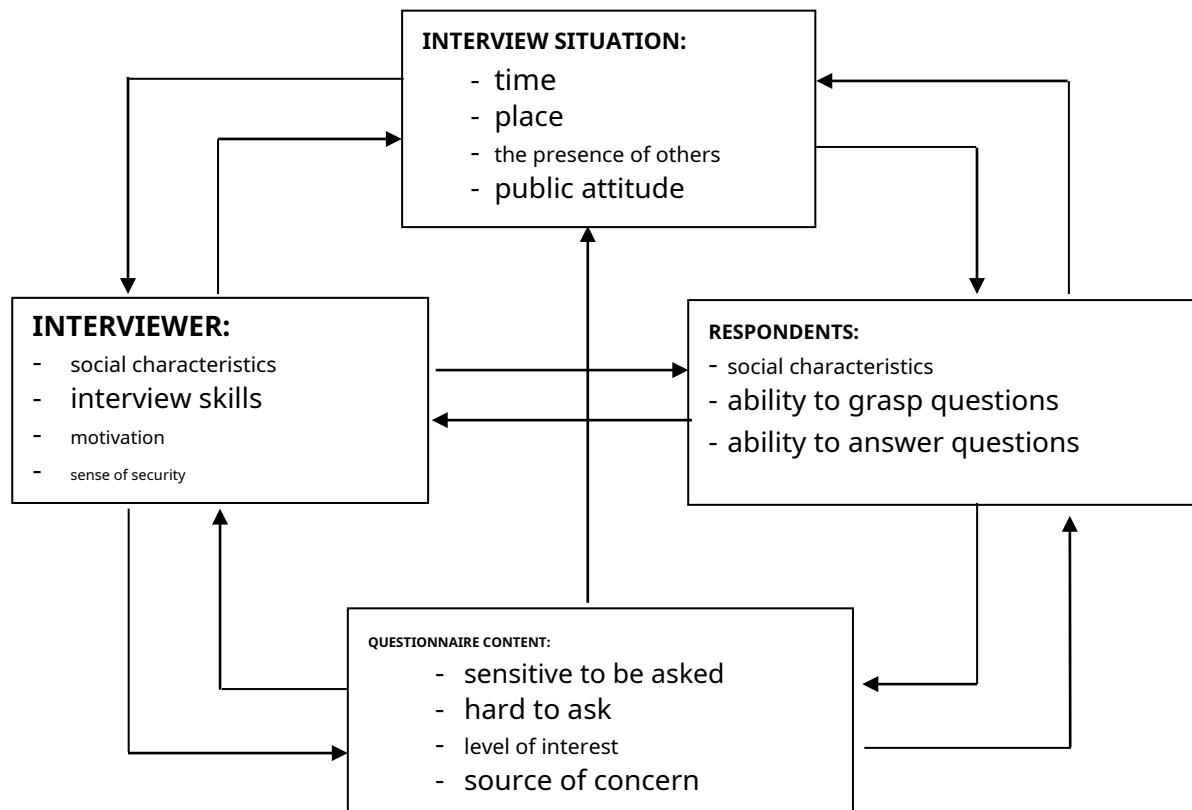 INTERVIEW SITUATION:
- time
- place
- the presence of others
- public attitude
INTERVIEWER:
- social characteristics
- interview skills
- motivation
- sense of security
RESPONDENTS:
- social characteristics
- ability to grasp questions
- ability to answer questions
QUESTIONNAIRE CONTENT:
- sensitive to be asked
- hard to ask
- level of interest
- source of concern